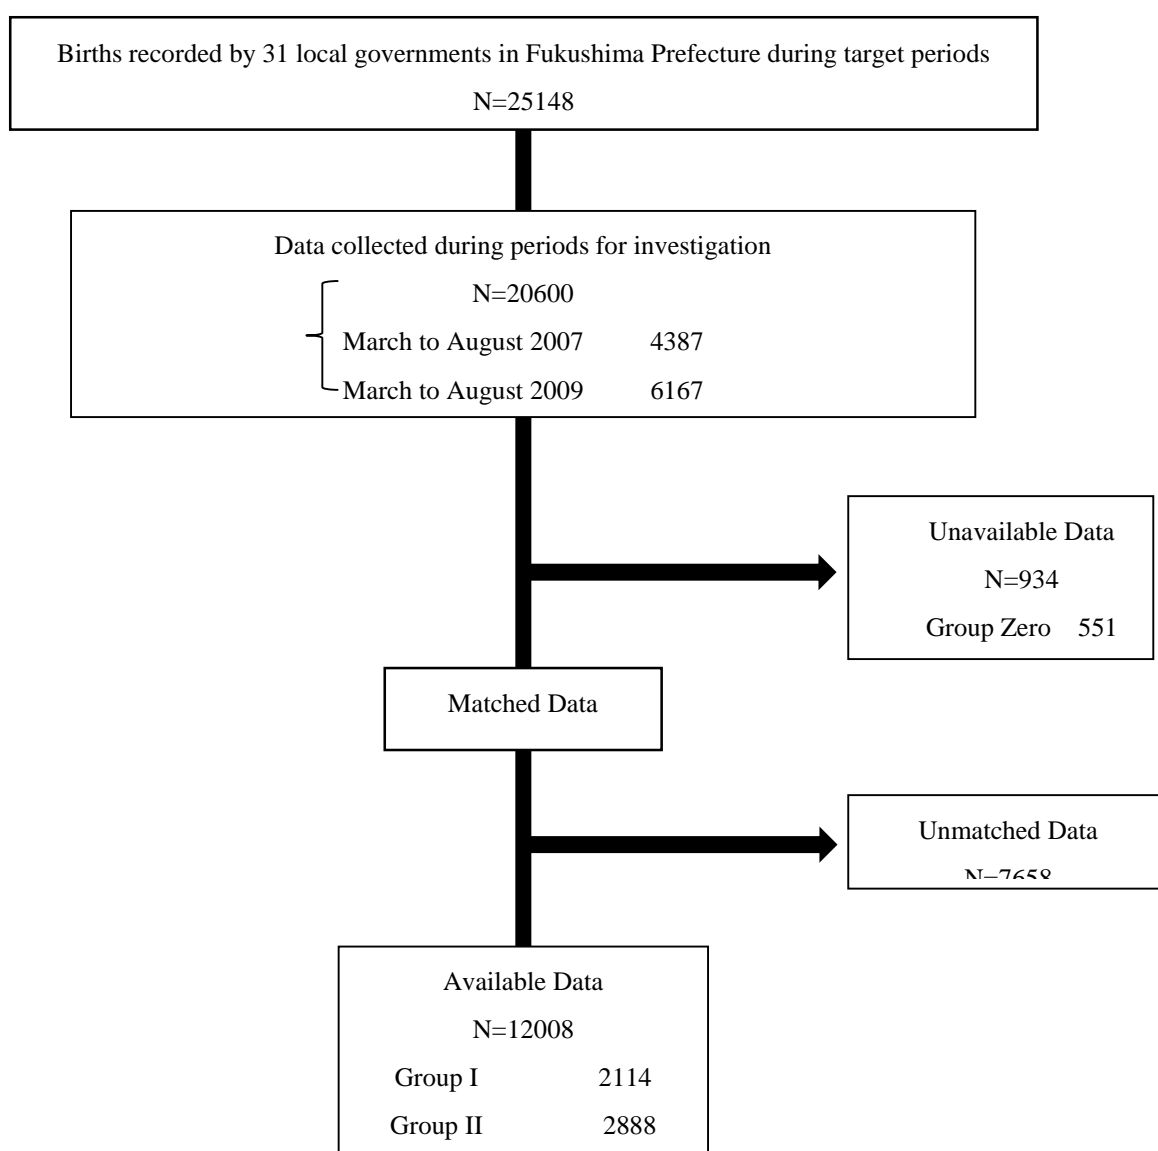 Births recorded by 31 local governments in Fukushima Prefecture during target periods
N=25148
Data collected during periods for investigation
N=20600
March to August 2007 4387
March to August 2009 6167
Unavailable Data
N=934
Group Zero 551
Matched Data
Unmatched Data
N=7658
Available Data
N=12008
Group I 2114
Group II 2888